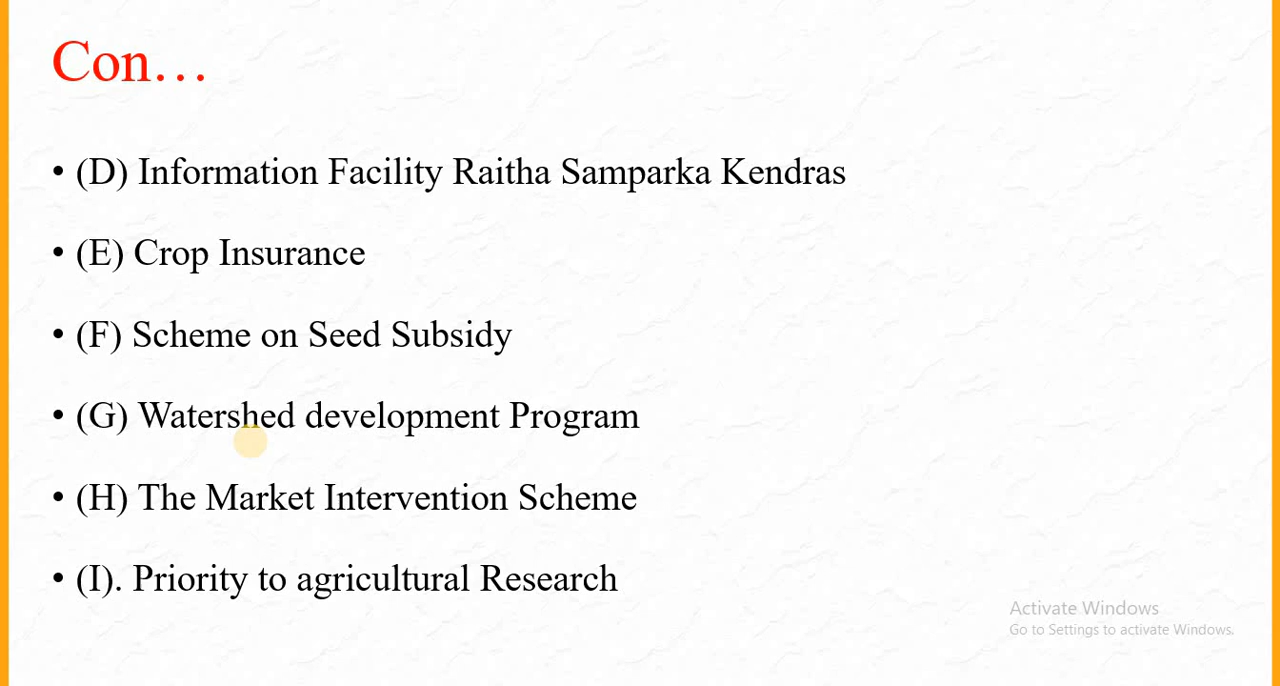 Con…
• (D) Information Facility Raitha Samparka Kendras
• (E) Crop Insurance
• (F) Scheme on Seed Subsidy
• (G) Watershed development Program
• (H) The Market Intervention Scheme
• (I). Priority to agricultural Research
Activate Windows
Go to Settings to activate Windows.